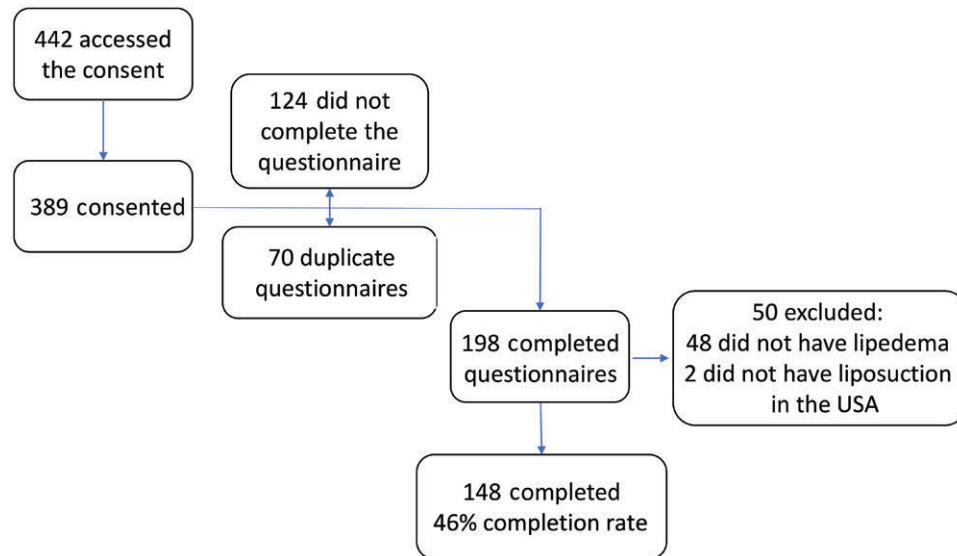 442 accessed
the consent
124 did not
complete the
questionnaire
389 consented
70 duplicate
questionnaires
198 completed
questionnaires
50 excluded:
48 did not have lipedema
2 did not have liposuction
in the USA
148 completed
46% completion rate